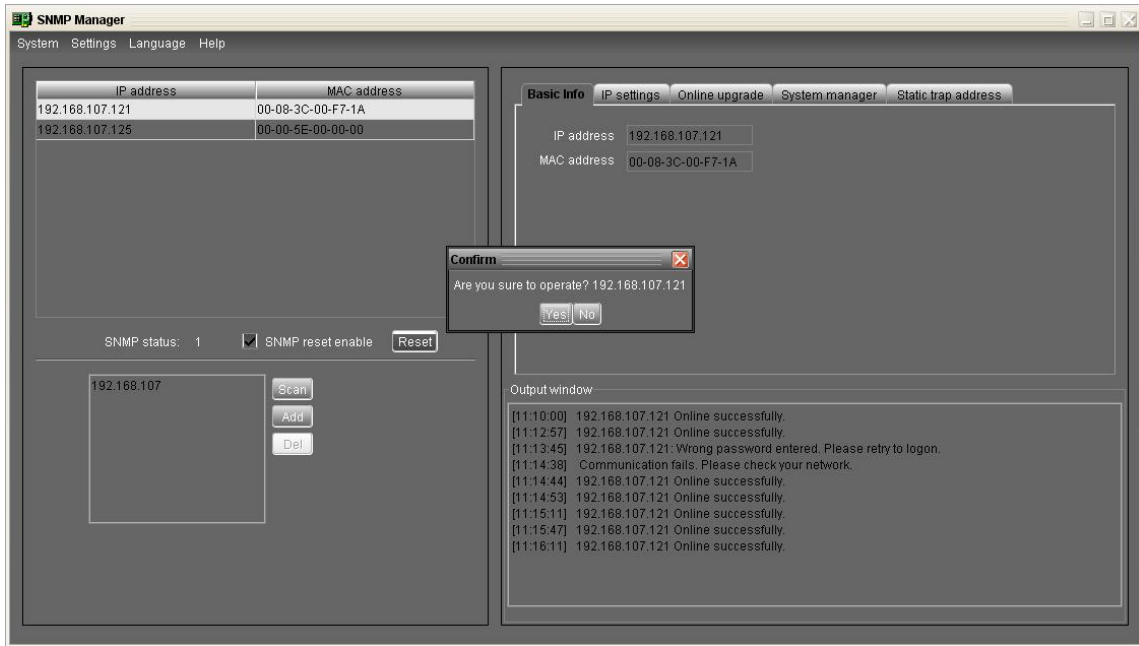 SNMP Manager
System Settings Language Help
IP address MAC address
192.168.107.121 00-08-3C-00-F7-1A
192.168.107.125 00-00-5E-00-00-00
SNMP status: 1 SNMP reset enable Reset
192.168.107
Scan
Add
Del
Basic Info IP settings Online upgrade System manager Static trap address
IP address 192.168.107.121
MAC address 00-08-3C-00-F7-1A
Confirm
Are you sure to operate? 192.168.107.121
Yes No
Output window
[11:10:00] 192.168.107.121 Online successfully.
[11:12:57] 192.168.107.121 Online successfully.
[11:13:45] 192.168.107.121: Wrong password entered. Please retry to logon.
[11:14:38] Communication fails. Please check your network.
[11:14:44] 192.168.107.121 Online successfully.
[11:14:53] 192.168.107.121 Online successfully.
[11:15:11] 192.168.107.121 Online successfully.
[11:15:47] 192.168.107.121 Online successfully.
[11:16:11] 192.168.107.121 Online successfully.